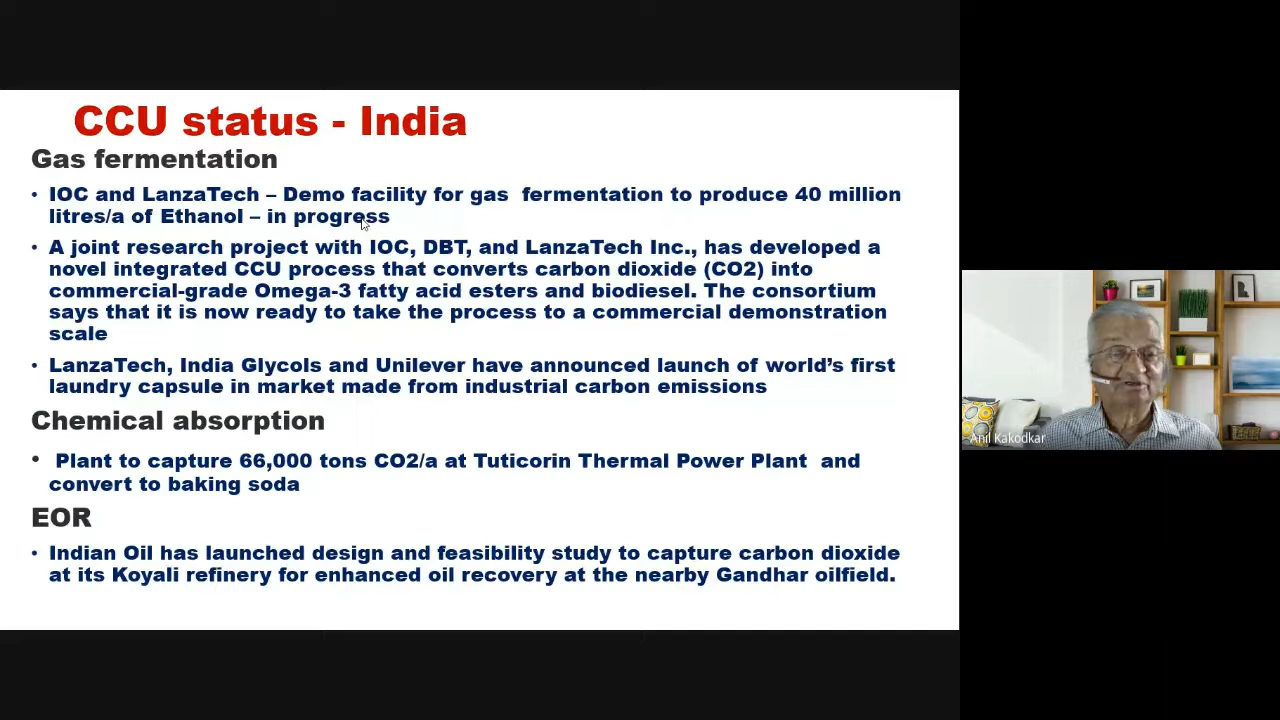 CCU status - India
Gas fermentation
• IOC and LanzaTech – Demo facility for gas fermentation to produce 40 million
litres/a of Ethanol – in progress
• A joint research project with IOC, DBT, and LanzaTech Inc., has developed a
novel integrated CCU process that converts carbon dioxide (CO2) into
commercial-grade Omega-3 fatty acid esters and biodiesel. The consortium
says that it is now ready to take the process to a commercial demonstration
scale
• LanzaTech, India Glycols and Unilever have announced launch of world’s first
laundry capsule in market made from industrial carbon emissions
Chemical absorption
• Plant to capture 66,000 tons CO2/a at Tuticorin Thermal Power Plant and
convert to baking soda
EOR
• Indian Oil has launched design and feasibility study to capture carbon dioxide
at its Koyali refinery for enhanced oil recovery at the nearby Gandhar oilfield.
Anil Kakodkar